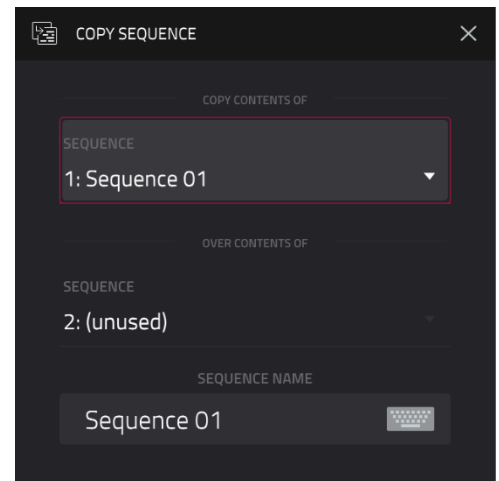 COPY SEQUENCE
COPY CONTENTS OF
SEQUENCE
1: Sequence 01
OVER CONTENTS OF
SEQUENCE
2: (unused)
SEQUENCE NAME
Sequence 01